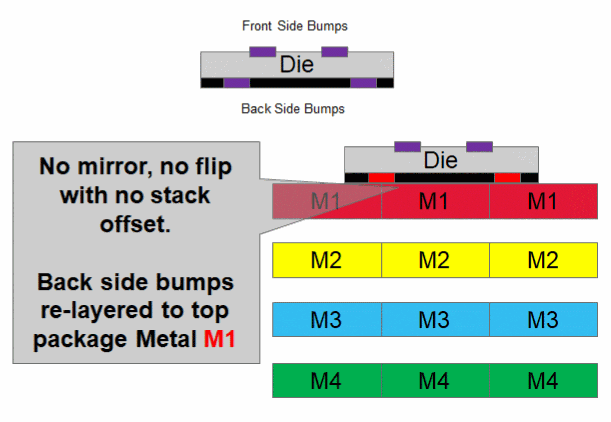 Front Side Bumps
Die
Back Side Bumps
No mirror, no flip
with no stack
offset.
Back side bumps
re-layered to top
package Metal M1
Die
M1 M1 M1
M2 M2 M2
M3 M3 M3
M4 M4 M4